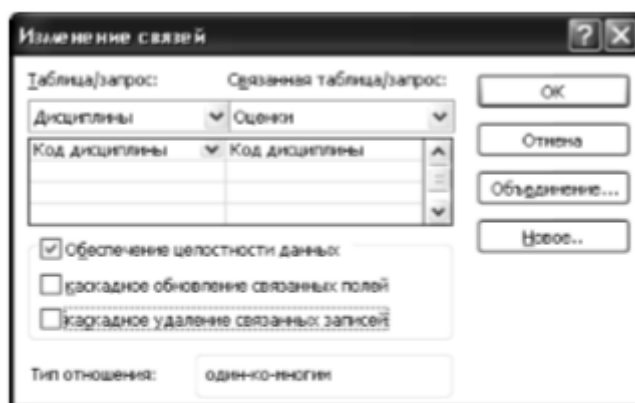 Изменение связей
Таблица/запрос:
Связанная таблица/запрос:
Дисциплины
Оценки
Код дисциплины
Код дисциплины
Обеспечение целостности данных
каскадное обновление связанных полей
каскадное удаление связанных записей
Тип отношения:
один-ко-многим
ОК
Отмена
Объединение...
Новое..